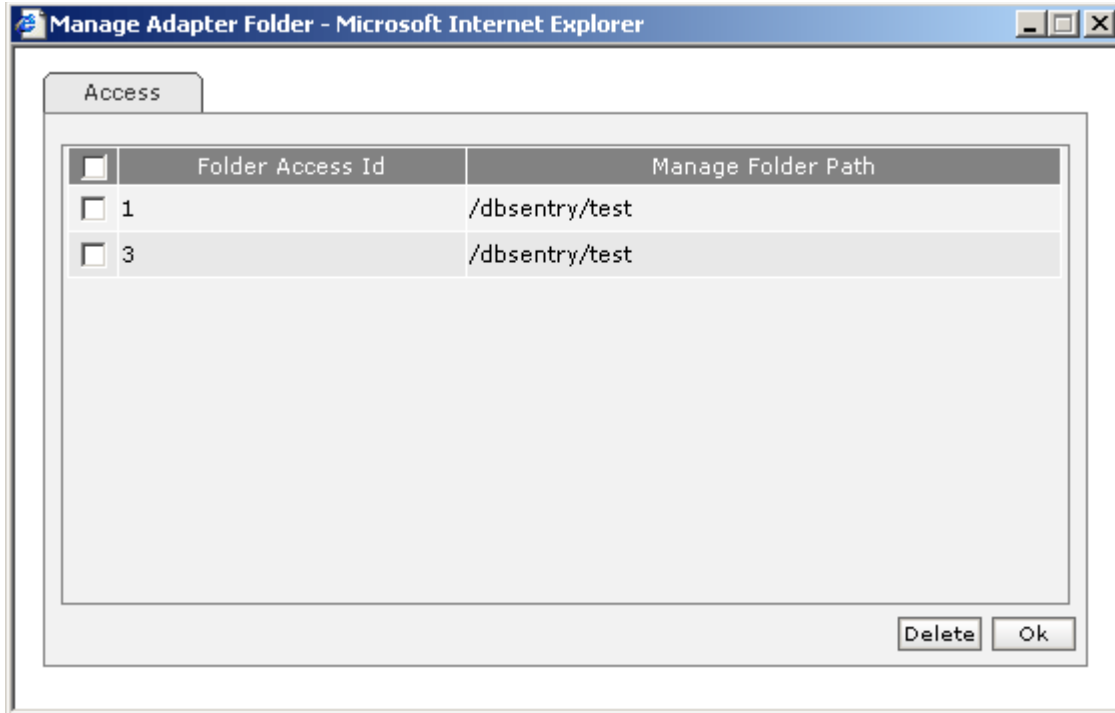 Manage Adapter Folder - Microsoft Internet Explorer
Access
Folder Access Id Manage Folder Path
1 /dbsentry/test
3 /dbsentry/test
Delete Ok